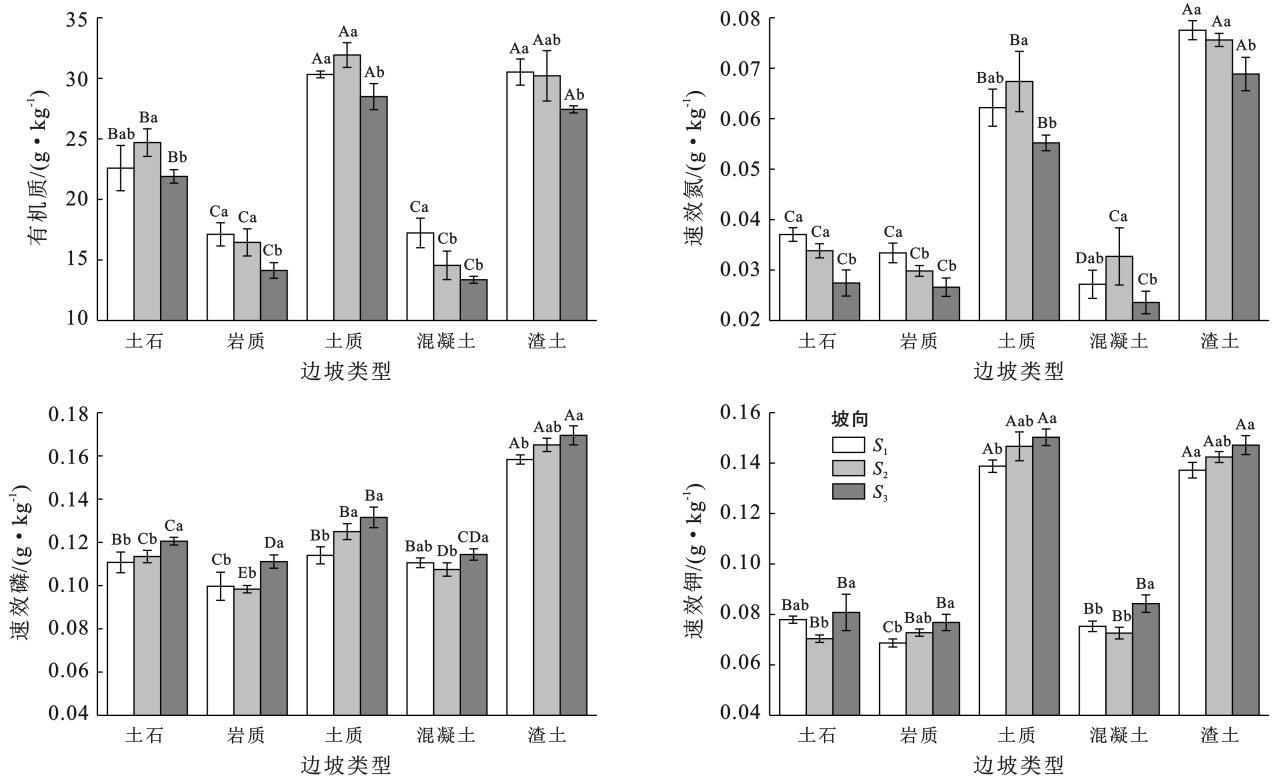 有机质/(g·kg⁻¹)
35
30
25
20
15
10
Bab Ba Bb
Ca Ca Cb
Aa Aa Ab
Ca Cb Cb
Aa Aab Ab
土石 岩质 土质 混凝土 渣土
边坡类型
速效氮/(g·kg⁻¹)
0.08
0.07
0.06
0.05
0.04
0.03
0.02
Ca Ca Cb
Ca Cb Cb
Bab Ba Bb
Dab Ca Cb
Aa Aa Ab
土石 岩质 土质 混凝土 渣土
边坡类型
速效磷/(g·kg⁻¹)
0.18
0.16
0.14
0.12
0.10
0.08
0.06
0.04
Bb Cb Ca
Cb Eb Da
Bb Ba Ba
Bab Db CDa
Ab Aab Aa
土石 岩质 土质 混凝土 渣土
边坡类型
速效钾/(g·kg⁻¹)
0.16
0.14
0.12
0.10
0.08
0.06
0.04
坡向
S₁
S₂
S₃
Bab Bb Ba
Cb Bab Ba
Ab Aab Aa
Bb Bb Ba
Aa Aab Aa
土石 岩质 土质 混凝土 渣土
边坡类型